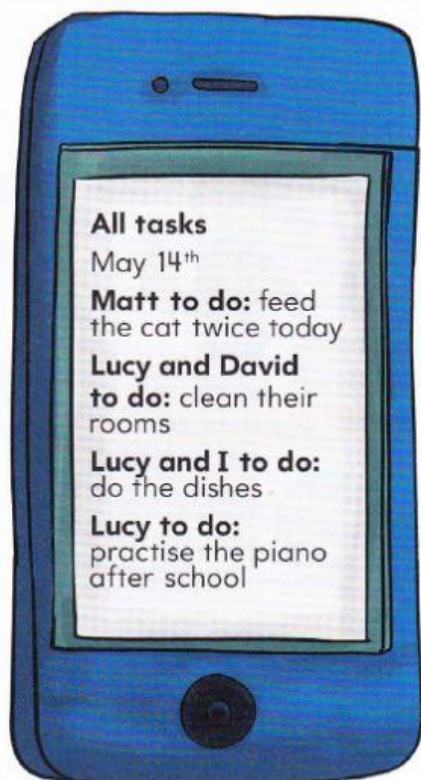 All tasks
May 14th
Matt to do: feed
the cat twice today
Lucy and David
to do: clean their
rooms
Lucy and I to do:
do the dishes
Lucy to do:
practise the piano
after school